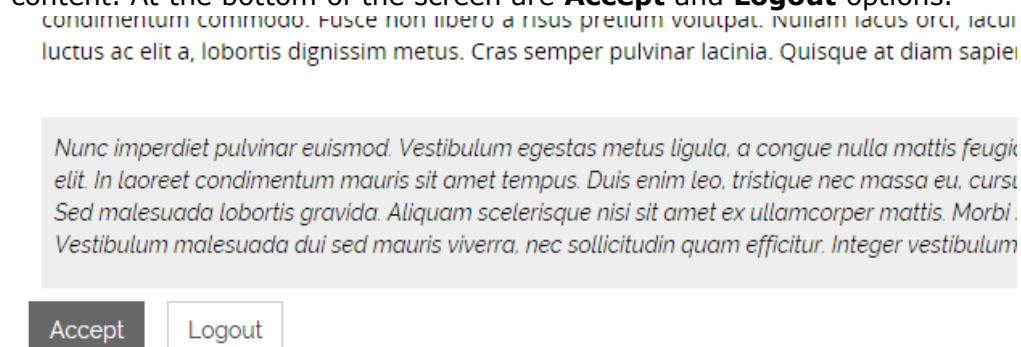 content. At the bottom of the screen are Accept and Logout options.
condimentum commodo. Fusce non libero a risus pretium volutpat. Nullam lacus orci,
luctus ac elit a, lobortis dignissim metus. Cras semper pulvinar lacinia. Quisque at diam
Nunc imperdiet pulvinar euismod. Vestibulum egestas metus ligula, a congue nulla mattis
elit. In laoreet condimentum mauris sit amet tempus. Duis enim leo, tristique nec massa eu,
Sed malesuada lobortis gravida. Aliquam scelerisque nisi sit amet ex ullamcorper mattis. Morbi
Vestibulum malesuada dui sed mauris viverra, nec sollicitudin quam efficitur. Integer vestibulum
Accept
Logout